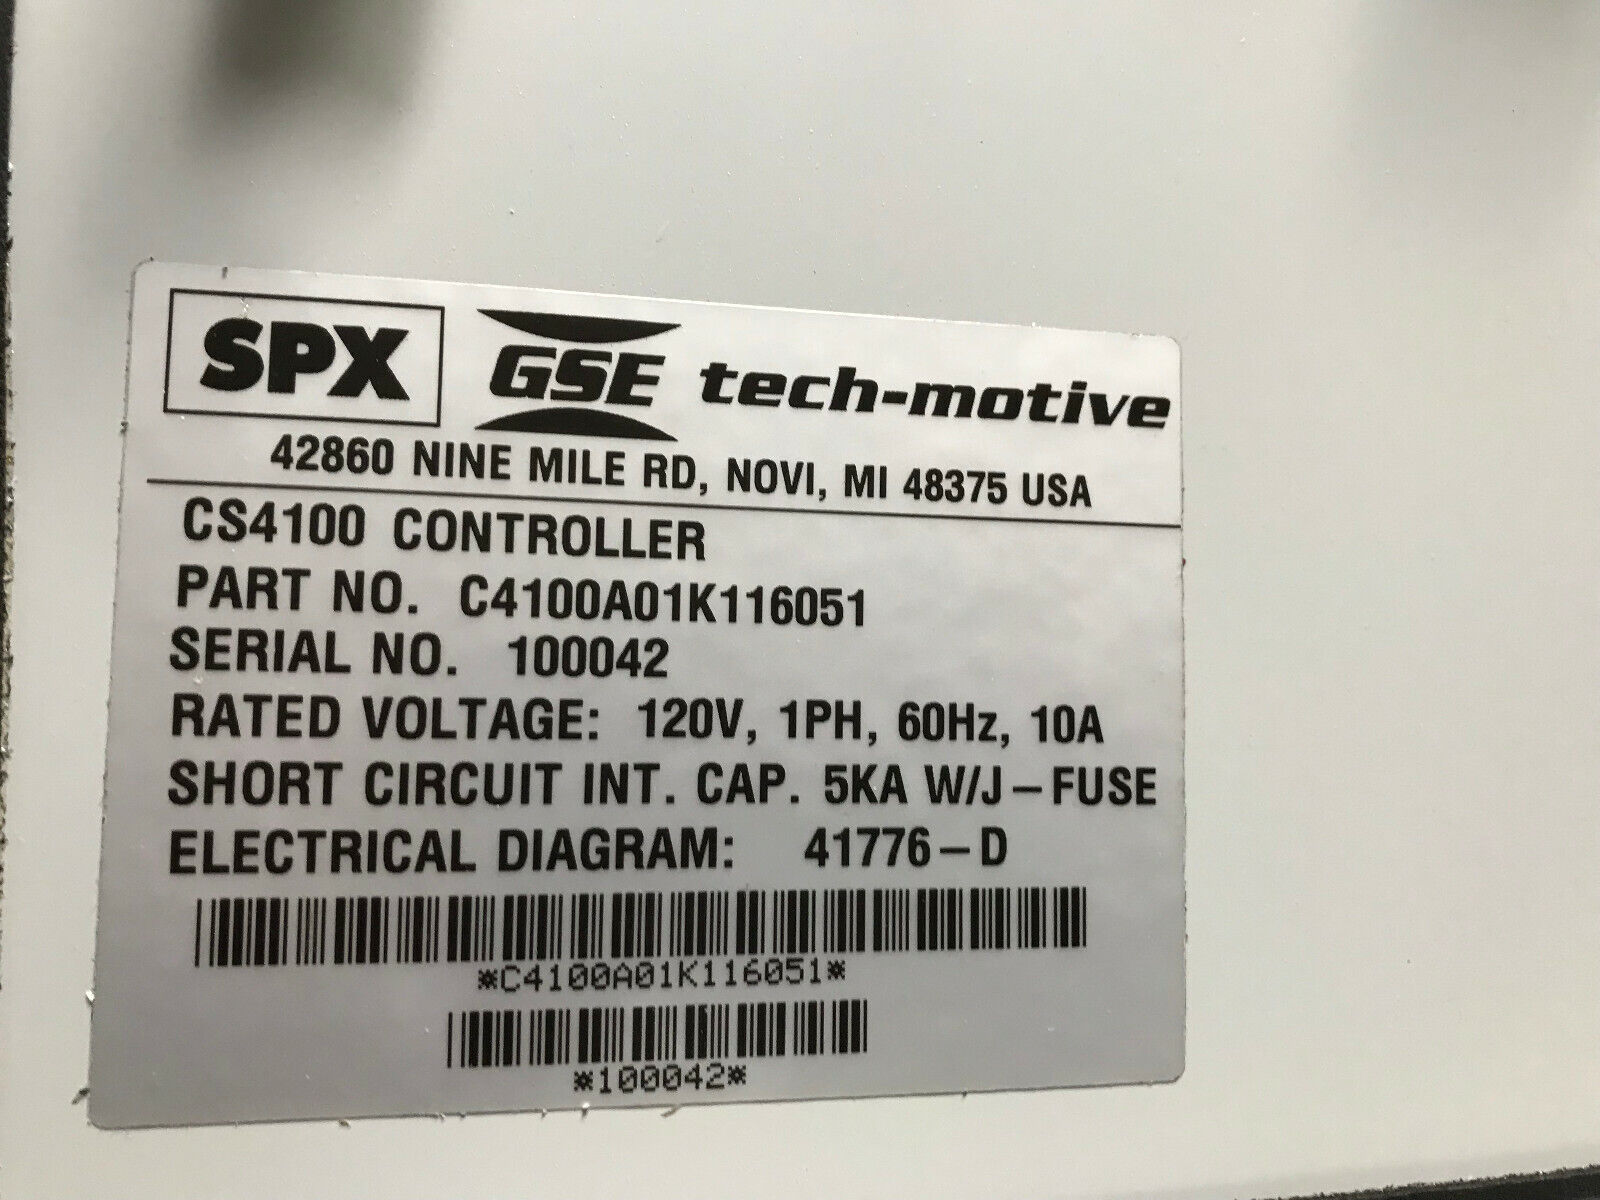 SPX GSE tech-motive
42860 NINE MILE RD, NOVI, MI 48375 USA
CS4100 CONTROLLER
PART NO. C4100A01K116051
SERIAL NO. 100042
RATED VOLTAGE: 120V, 1PH, 60Hz, 10A
SHORT CIRCUIT INT. CAP. 5KA W/J-FUSE
ELECTRICAL DIAGRAM: 41776-D
*C4100A01K116051*
*100042*